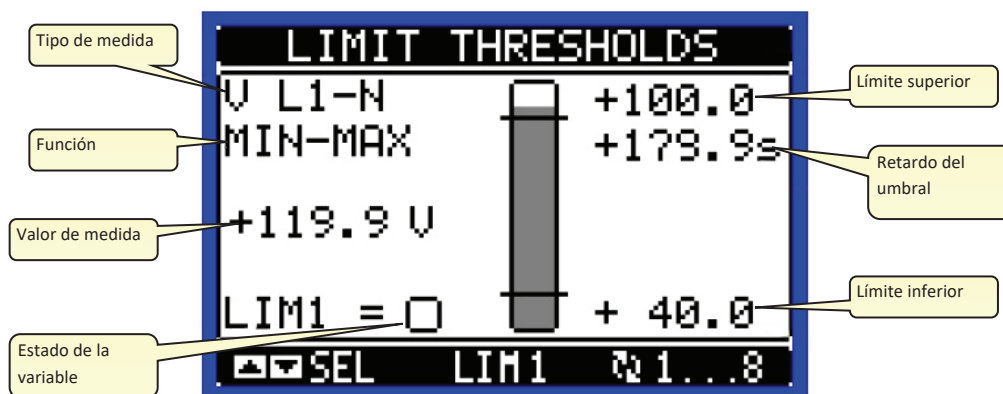 LIMIT THRESHOLDS
Tipo de medida
V L1-N
+100.0
Límite superior
Función
MIN-MAX
+179.9s
Retardo del
umbral
Valor de medida
+119.9 V
Límite inferior
LIM1 =
+ 40.0
Estado de la
variable
SEL LIM1 1...8